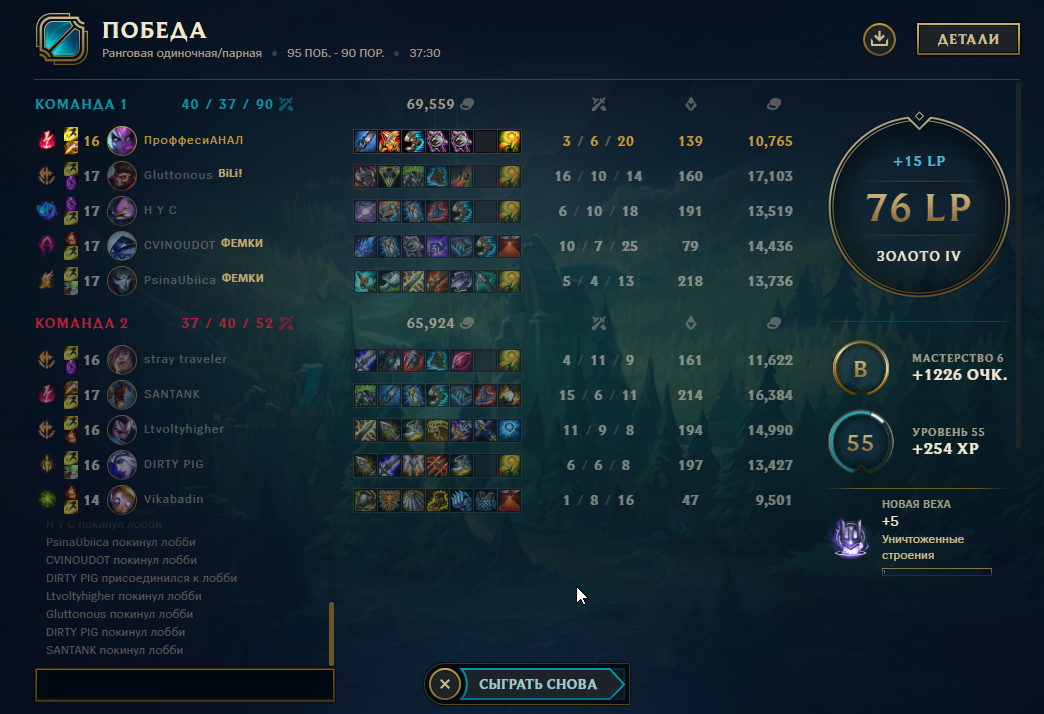 ПОБЕДА
Ранговая одиночная/парная • 95 ПОБ. - 90 ПОР. • 37:30
ДЕТАЛИ
КОМАНДА 1 40 / 37 / 90 69,559
16 ПроффесиАНАЛ 3 / 6 / 20 139 10,765
17 Gluttonous BiLi! 16 / 10 / 14 160 17,103
17 H Y C 6 / 10 / 18 191 13,519
17 CVINOUDOT ФЕМКИ 10 / 7 / 25 79 14,436
17 PsinaUbiica ФЕМКИ 5 / 4 / 13 218 13,736
КОМАНДА 2 37 / 40 / 52 65,924
16 stray traveler 4 / 11 / 9 161 11,622
17 SANTANK 15 / 6 / 11 214 16,384
16 Ltvoltyhigher 11 / 9 / 8 194 14,990
16 DIRTY PIG 6 / 6 / 8 197 13,427
14 Vikabadin 1 / 8 / 16 47 9,501
+15 LP
76 LP
ЗОЛОТО IV
B
МАСТЕРСТВО 6
+1226 ОЧК.
55
УРОВЕНЬ 55
+254 XP
НОВАЯ ВЕХА
+5
Уничтоженные
строения
H Y C покинул лобби
PsinaUbiica покинул лобби
CVINOUDOT покинул лобби
DIRTY PIG присоединился к лобби
Ltvoltyhigher покинул лобби
Gluttonous покинул лобби
DIRTY PIG покинул лобби
SANTANK покинул лобби
СЫГРАТЬ СНОВА